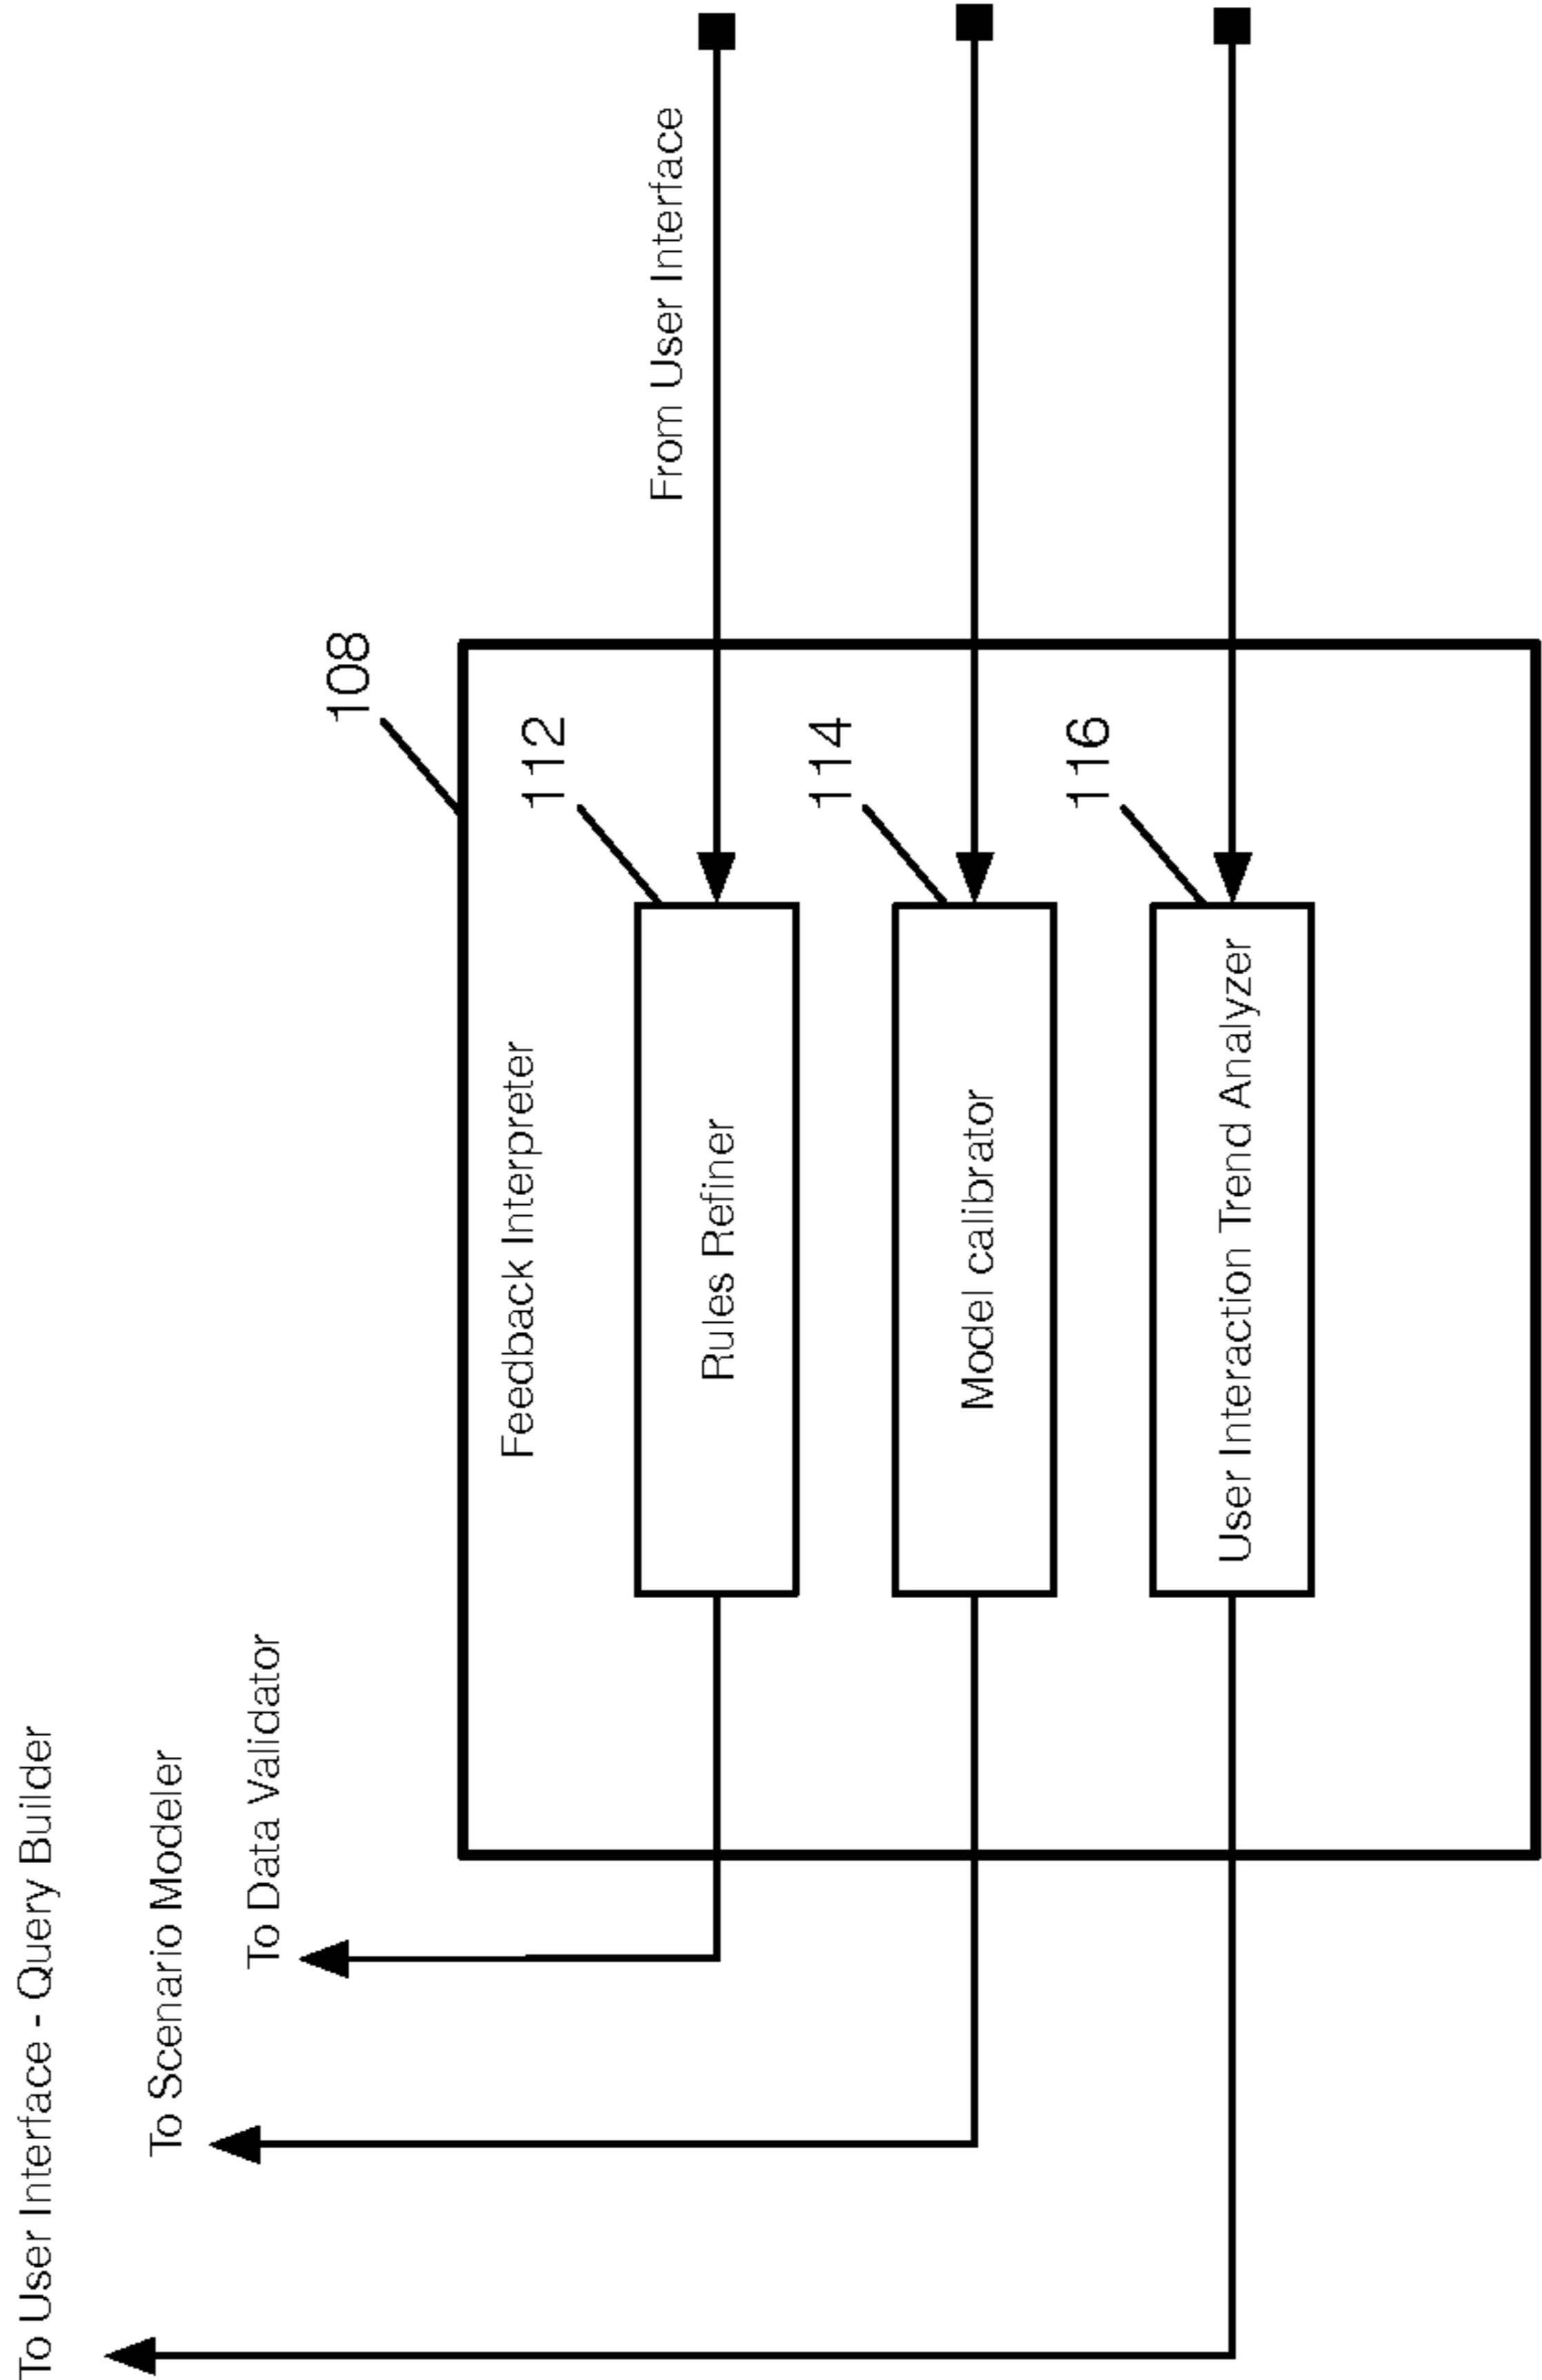 To User Interface - Query Builder
To Scenario Modeler
To Data Validator
108
From User Interface
Feedback Interpreter
112
Rules Refiner
114
Model calibrator
116
User Interaction Trend Analyzer